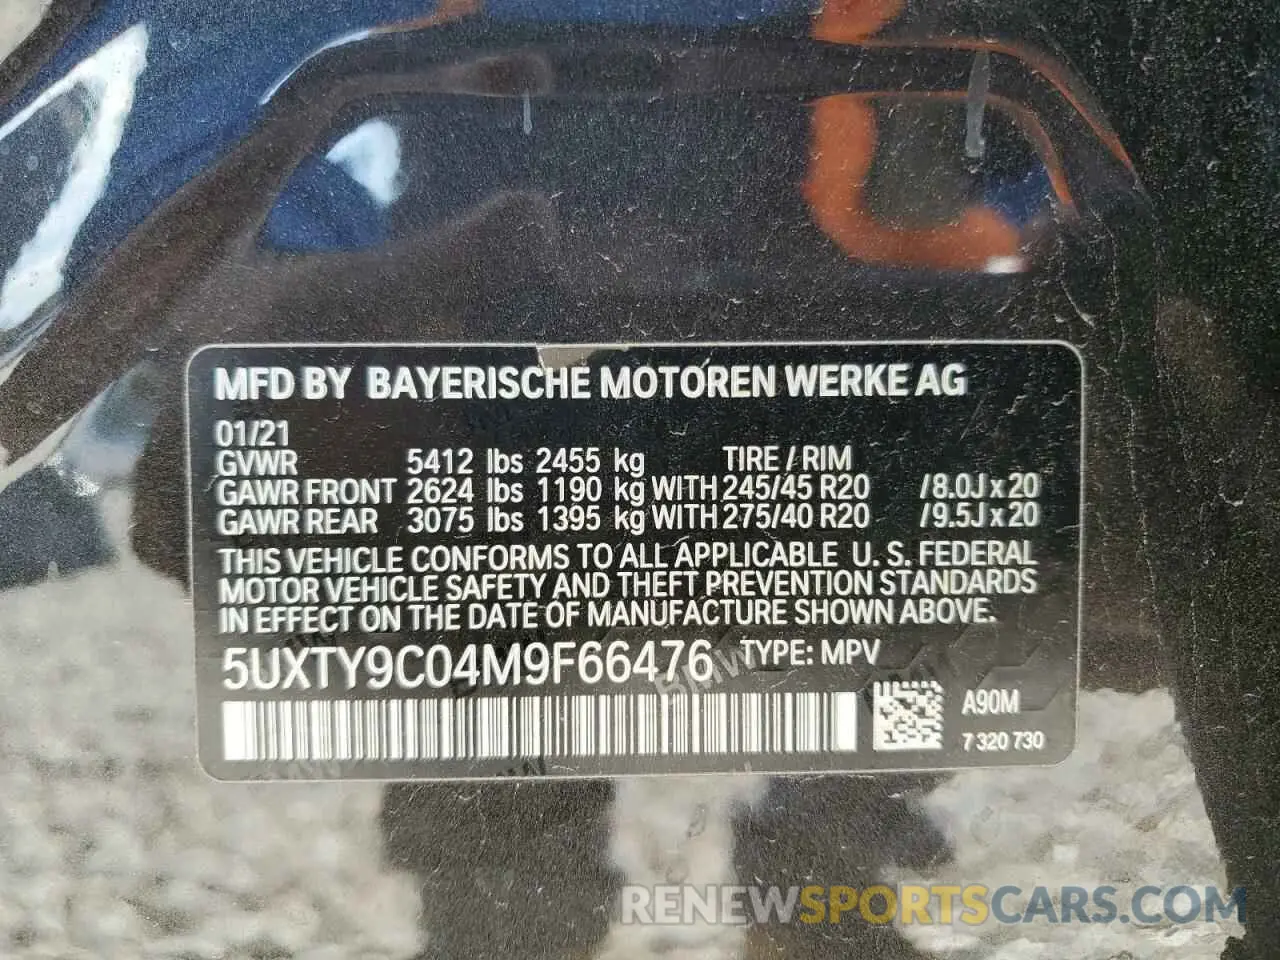 MFD BY BAYERISCHE MOTOREN WERKE AG
01/21
GVWR 5412 lbs 2455 kg TIRE / RIM
GAWR FRONT 2624 lbs 1190 kg WITH 245/45 R20 /8.0J x 20
GAWR REAR 3075 lbs 1395 kg WITH 275/40 R20 /9.5J x 20
THIS VEHICLE CONFORMS TO ALL APPLICABLE U. S. FEDERAL
MOTOR VEHICLE SAFETY AND THEFT PREVENTION STANDARDS
IN EFFECT ON THE DATE OF MANUFACTURE SHOWN ABOVE.
5UXTY9C04M9F66476 TYPE: MPV
A90M
7 320 730
RENEWSPORTSCARS.COM